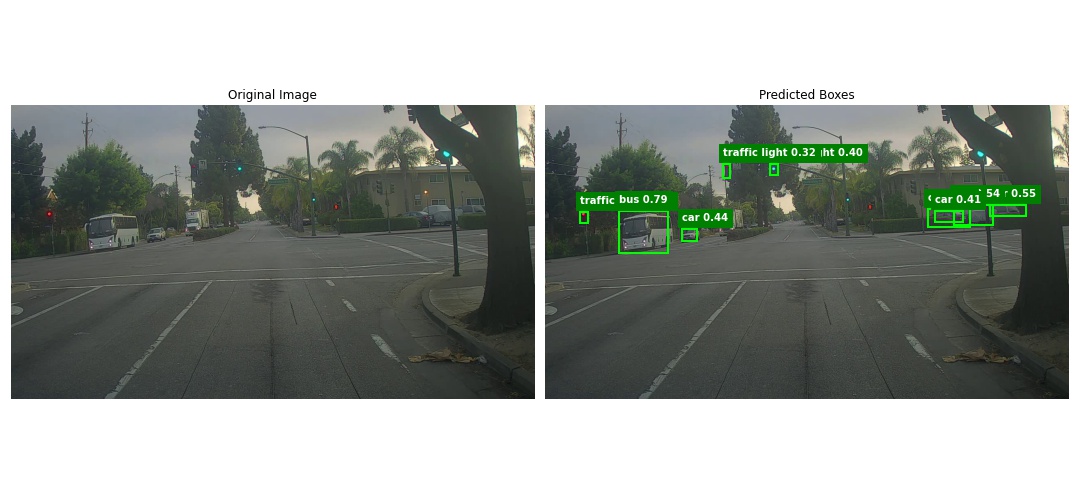 Original Image
Predicted Boxes
traffic light 0.32
ht 0.40
traffic
bus 0.79
car 0.44
car 0.41
54
r 0.55